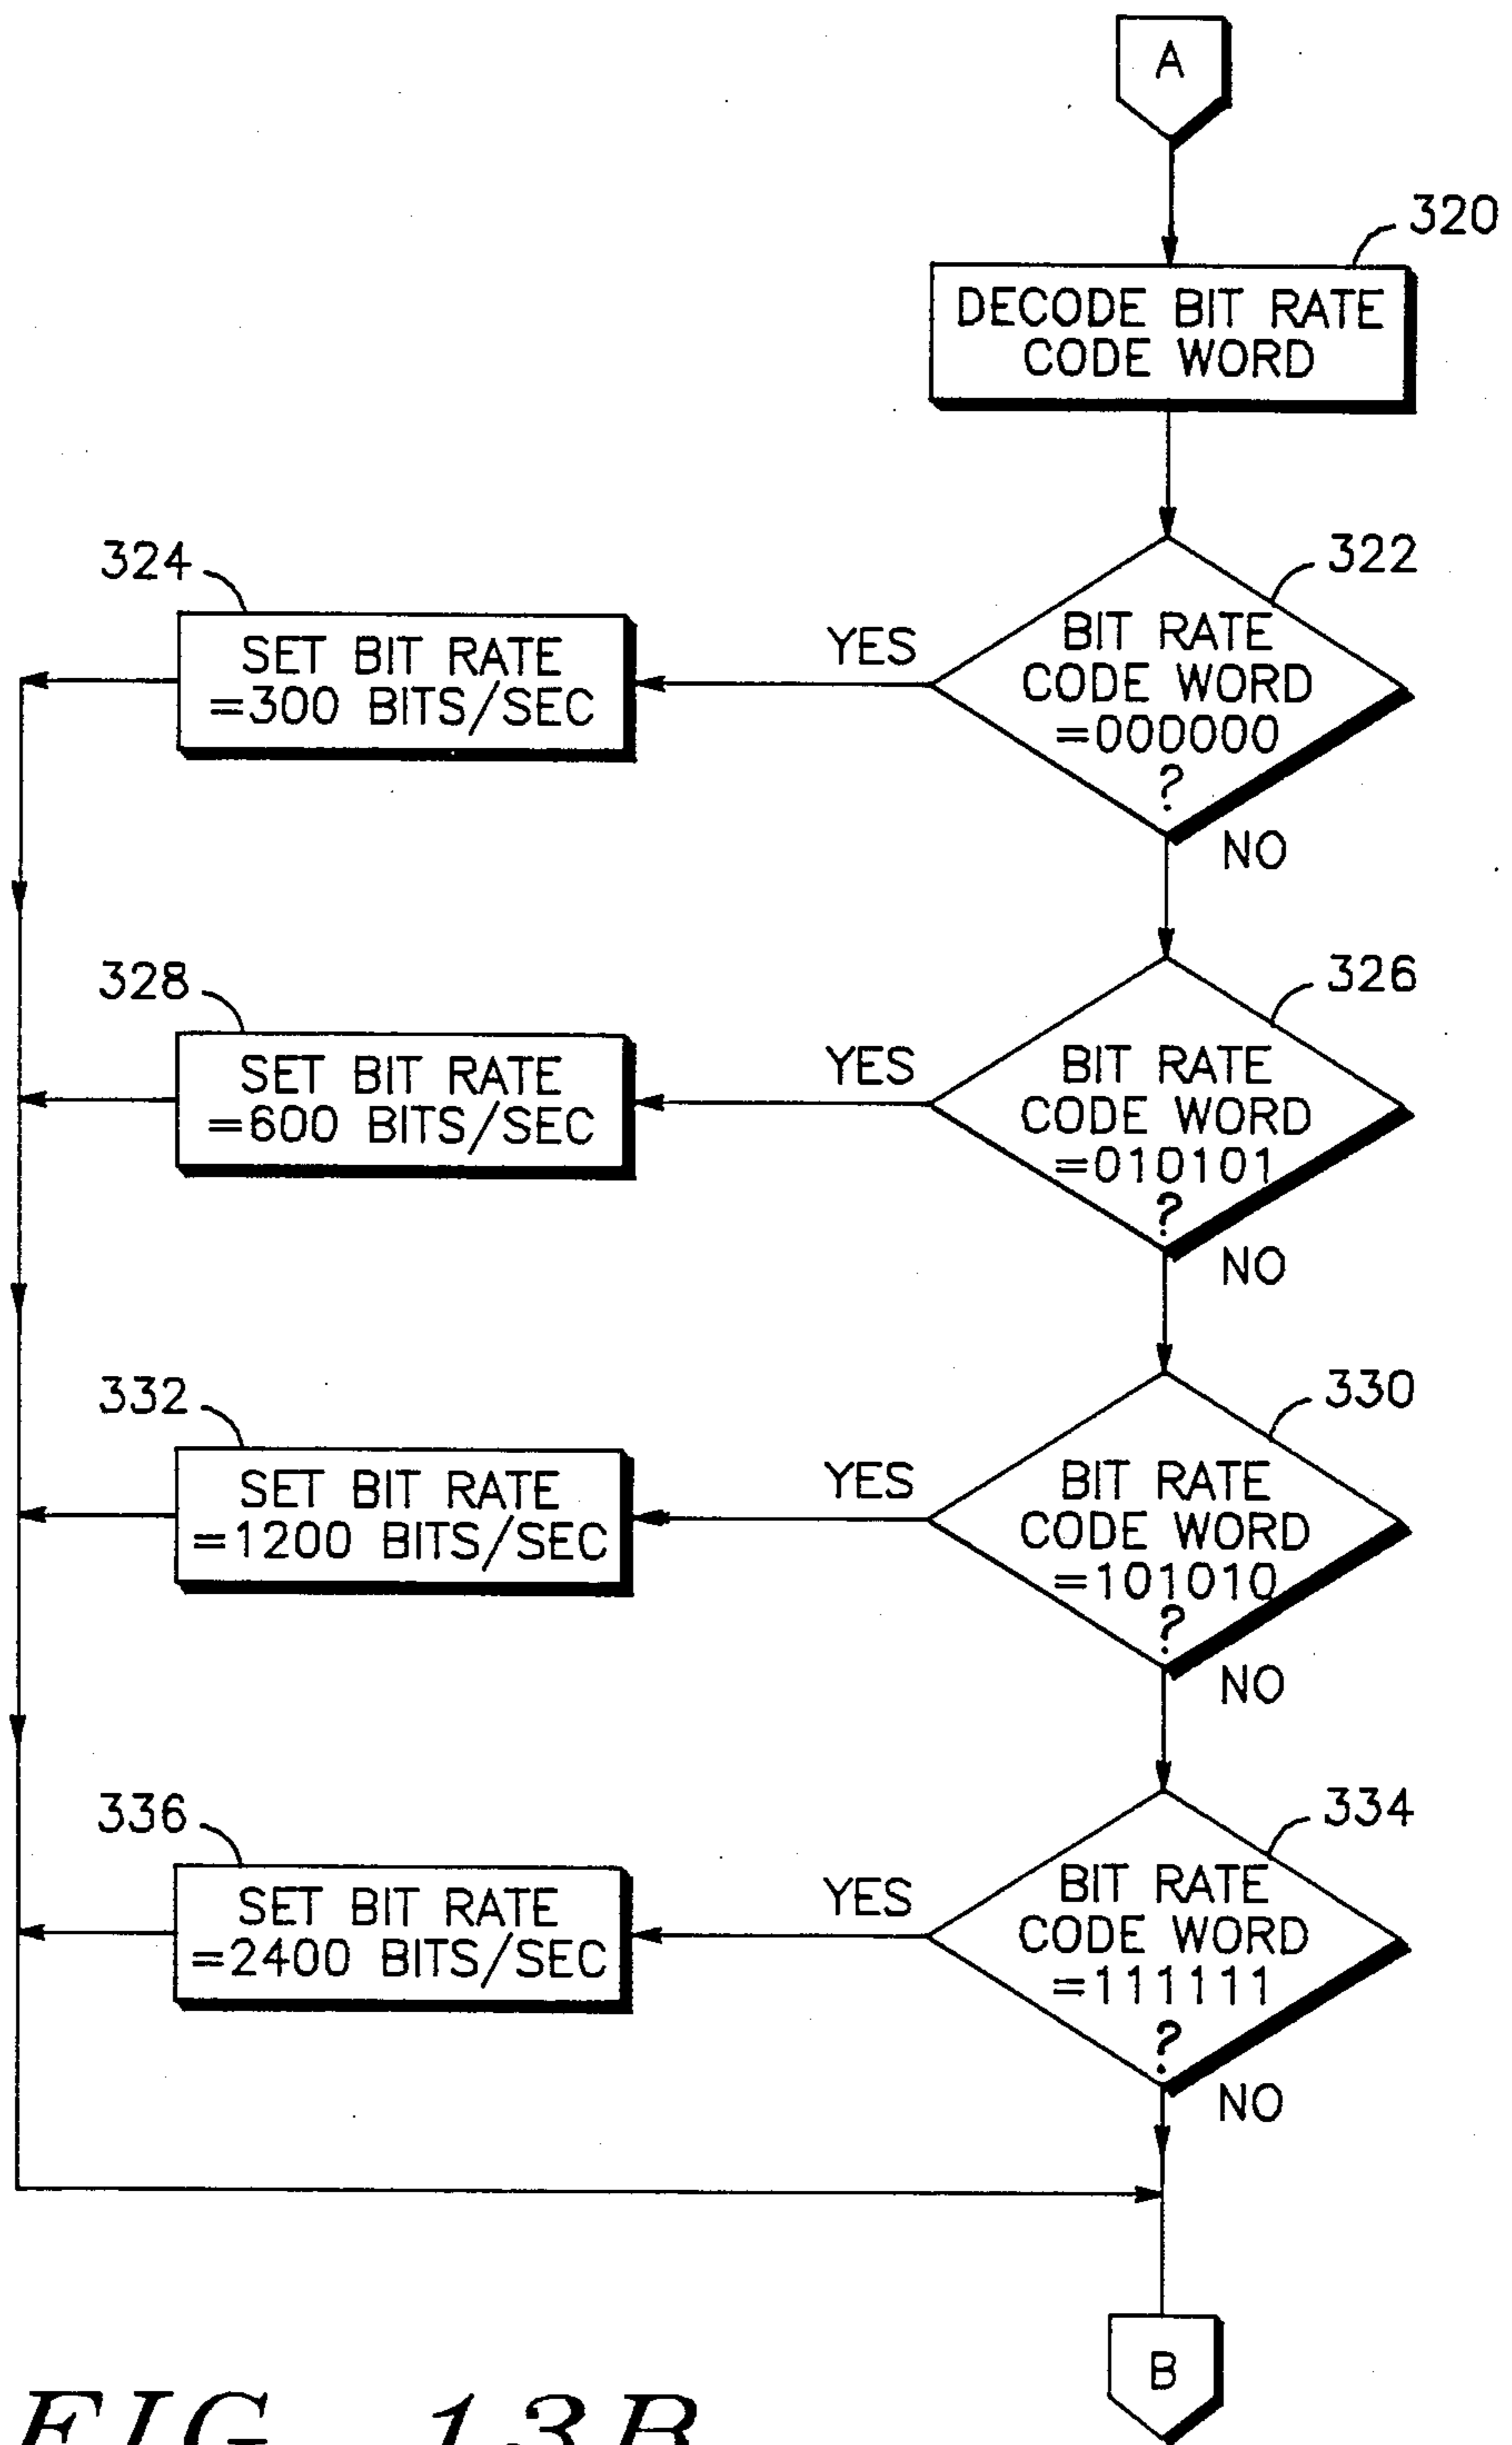 A
320
DECODE BIT RATE
CODE WORD
324
322
SET BIT RATE
=300 BITS/SEC
YES
BIT RATE
CODE WORD
=000000
?
NO
328
326
SET BIT RATE
=600 BITS/SEC
YES
BIT RATE
CODE WORD
=010101
?
NO
332
330
SET BIT RATE
=1200 BITS/SEC
YES
BIT RATE
CODE WORD
=101010
?
NO
336
334
SET BIT RATE
=2400 BITS/SEC
YES
BIT RATE
CODE WORD
=111111
?
NO
B
FIG. 13B